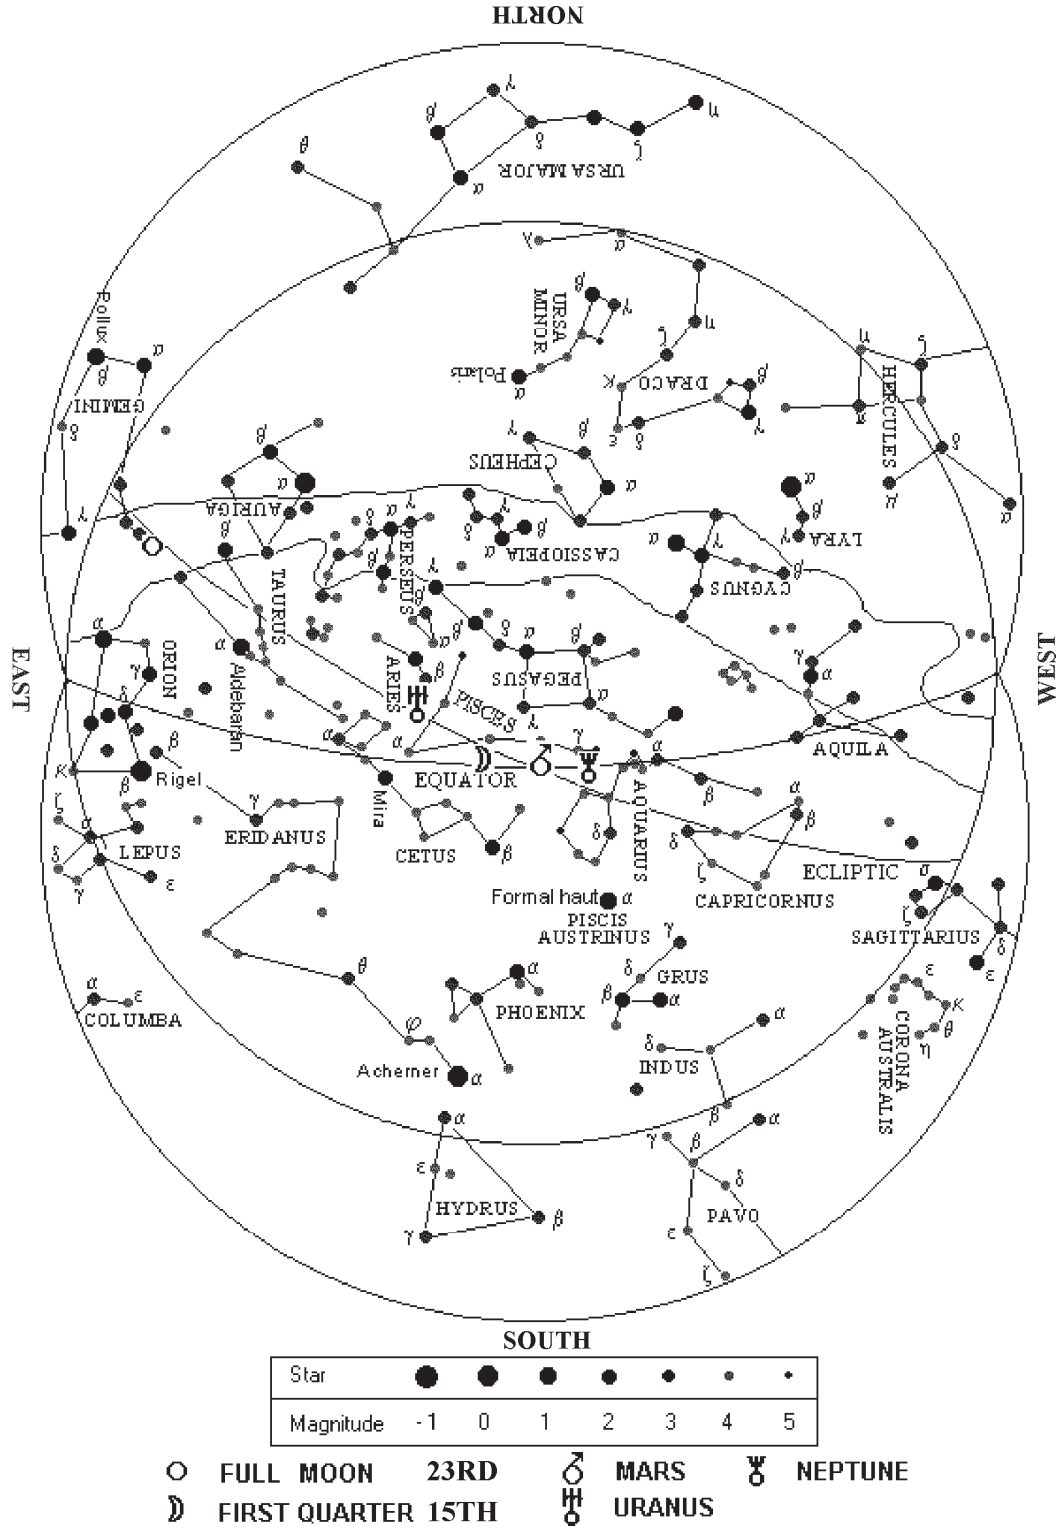 NORTH
γ
β
η
θ
δ
ζ
URSA MAJOR
α
λ
α
β
URSA MINOR
γ
η
Pollux
ζ
η
ζ
α
Polaris
α
κ
DRACO
β
β
GEMINI
HERCULES
δ
ε
δ
γ
π
β
γ
β
δ
CEPHEUS
α
α
α
μ
α
AURIGA
γ
δ
α
γ
β
β
γ
LYRA
δ
α
CASSIOPEIA
β
PERSEUS
β
α
γ
TAURUS
γ
CYGNUS
β
α
ORION
β
β
δ
α
β
γ
α
EAST
WEST
γ
α
Aldebaran
ARIES
β
PEGASUS
α
δ
PISCES
γ
α
α
γ
AQUILA
β
κ
β
Rigel
EQUATOR
α
β
Mira
AQUARIUS
ζ
γ
α
β
α
ERIDANUS
δ
δ
LEPUS
CETUS
β
δ
ECLIPTIC
ζ
γ
ε
σ
Formal haut
α
CAPRICORNUS
ζ
PISCIS
AUSTRINUS
SAGITTARIUS
γ
δ
ε
θ
α
δ
GRUS
ε
α
ε
β
α
κ
COLUMBA
PHOENIX
α
θ
φ
η
CORONA AUSTRALIS
δ
INDUS
Acherner
α
β
α
α
γ
β
ε
δ
HYDRUS
β
PAVO
γ
ε
ζ
SOUTH
Star
Magnitude -1 0 1 2 3 4 5
FULL MOON 23RD MARS NEPTUNE
FIRST QUARTER 15TH URANUS